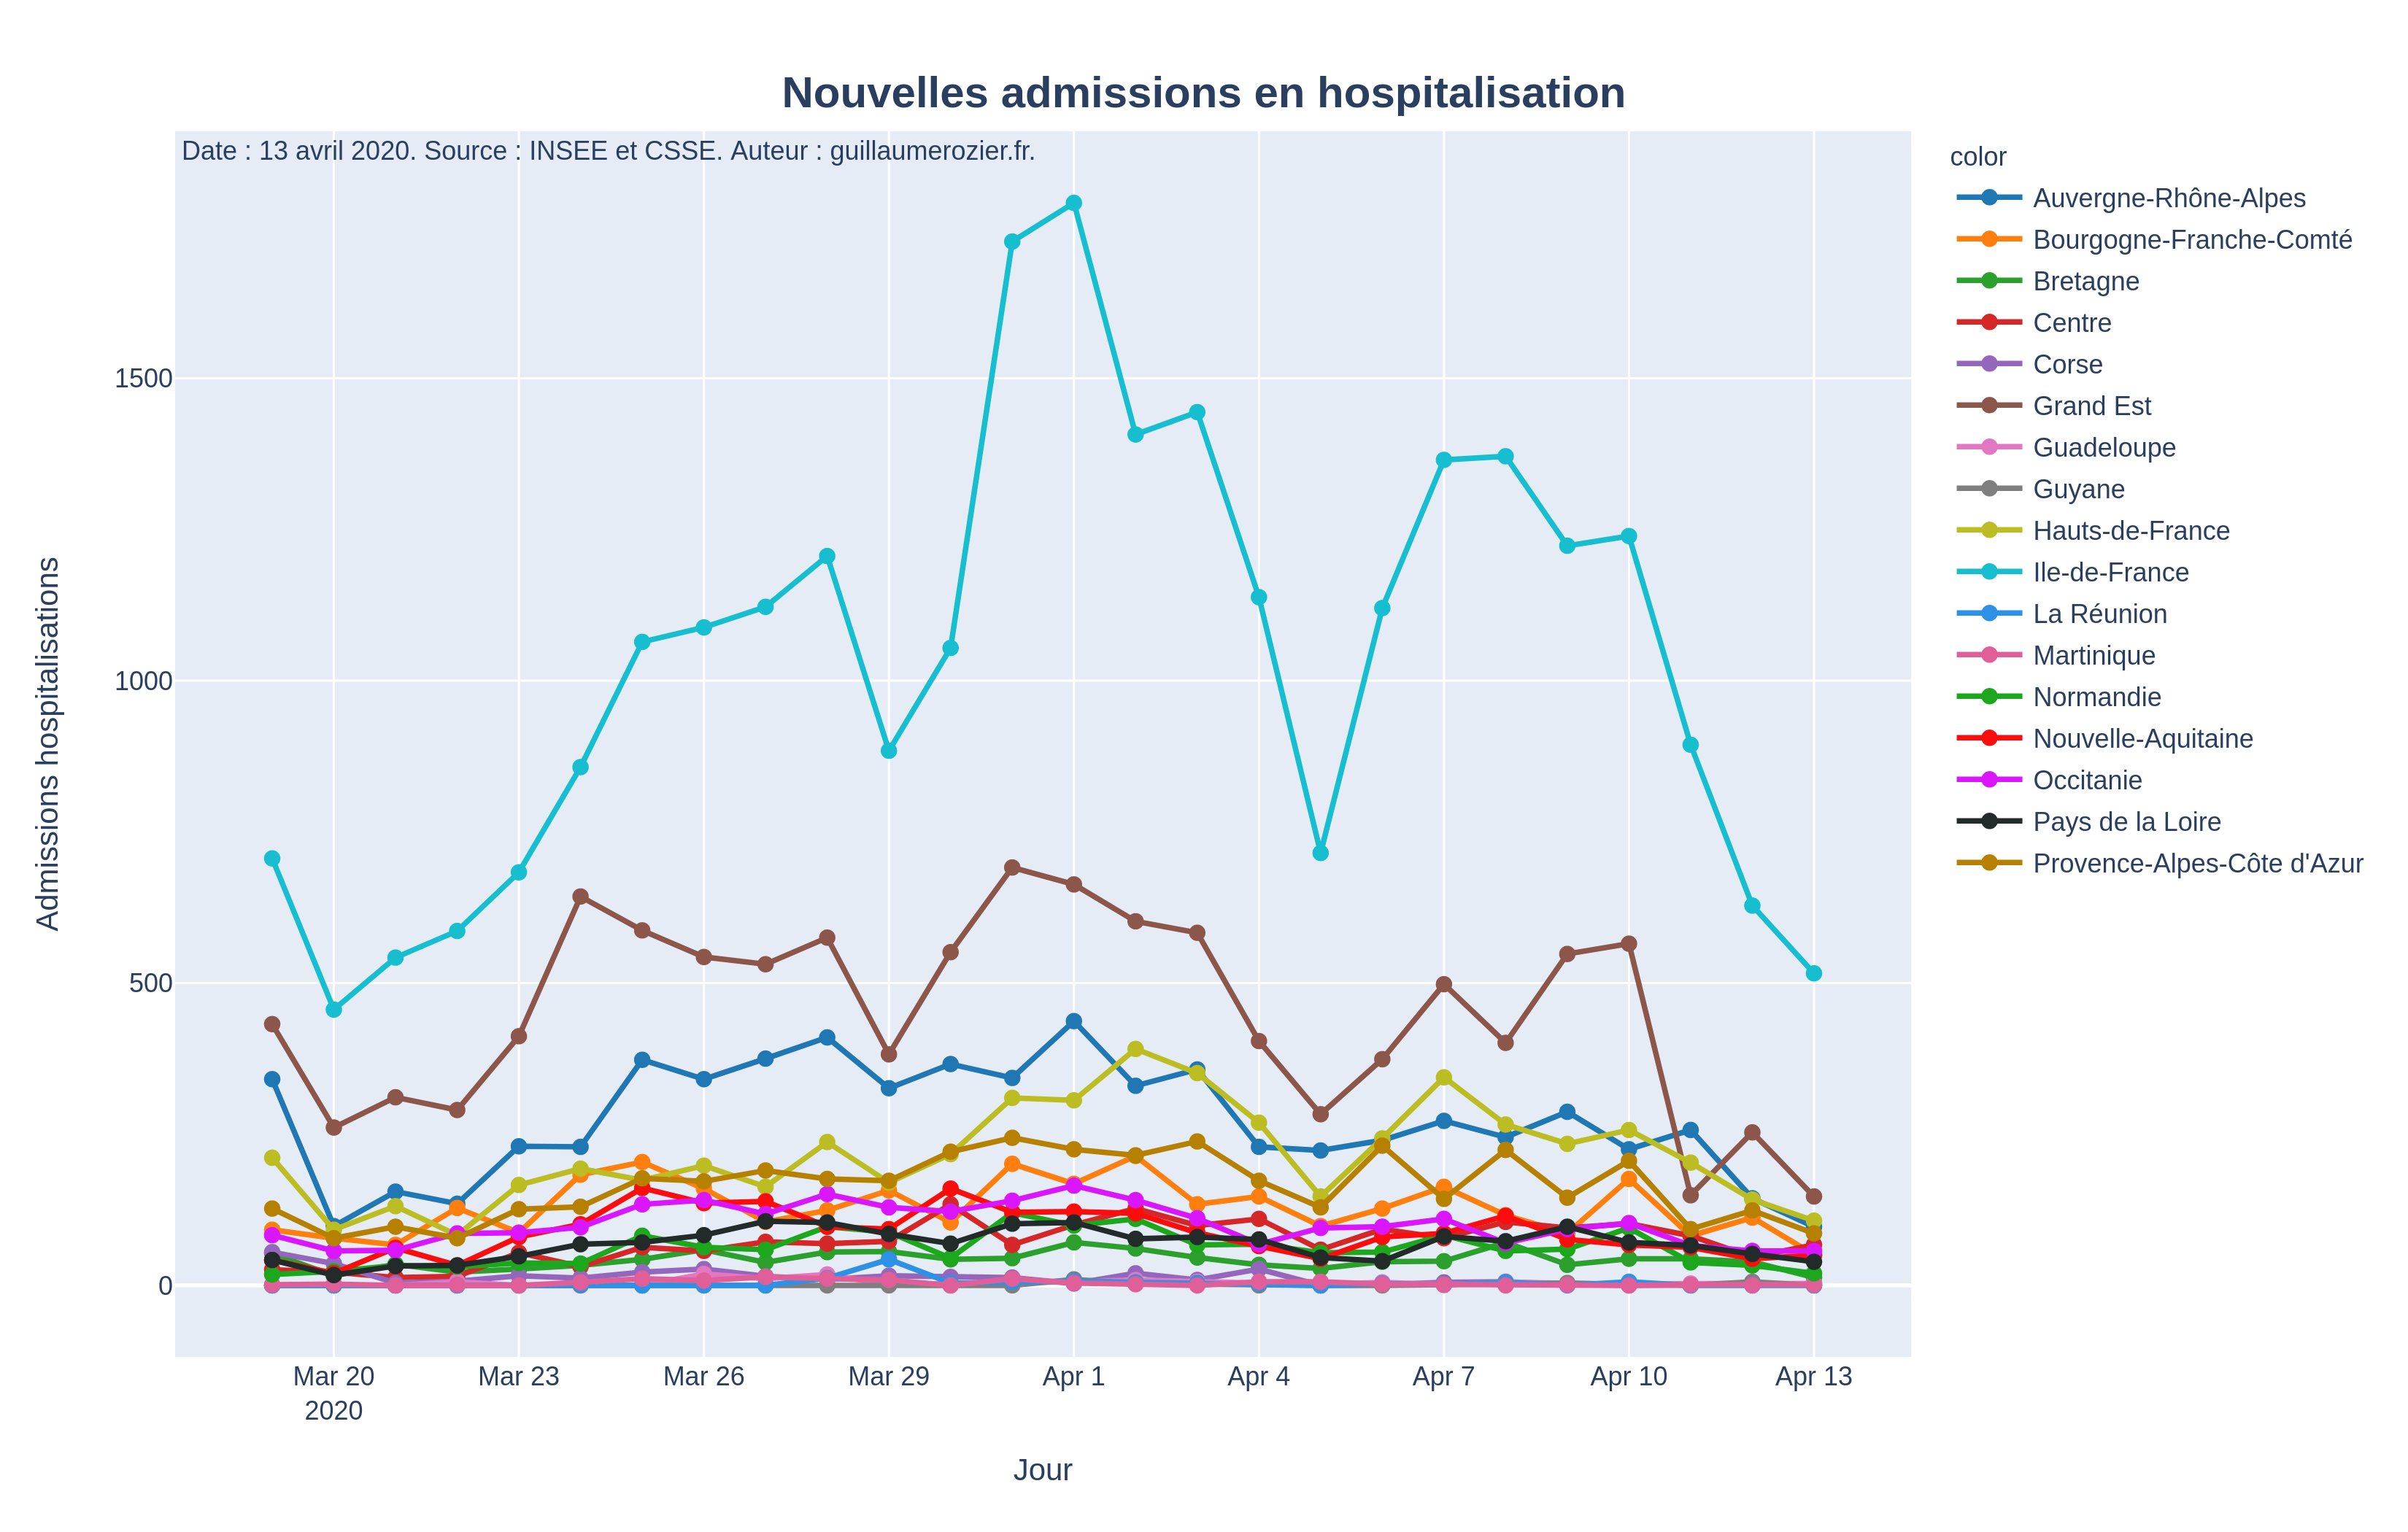 Nouvelles admissions en hospitalisation
Date : 13 avril 2020. Source : INSEE et CSSE. Auteur : guillaumerozier.fr.
color
Auvergne-Rhône-Alpes
Bourgogne-Franche-Comté
Bretagne
Centre
Corse
Grand Est
Guadeloupe
Guyane
Hauts-de-France
Ile-de-France
La Réunion
Martinique
Normandie
Nouvelle-Aquitaine
Occitanie
Pays de la Loire
Provence-Alpes-Côte d'Azur
Admissions hospitalisations
1500
1000
500
0
Mar 20
2020
Mar 23
Mar 26
Mar 29
Apr 1
Apr 4
Apr 7
Apr 10
Apr 13
Jour